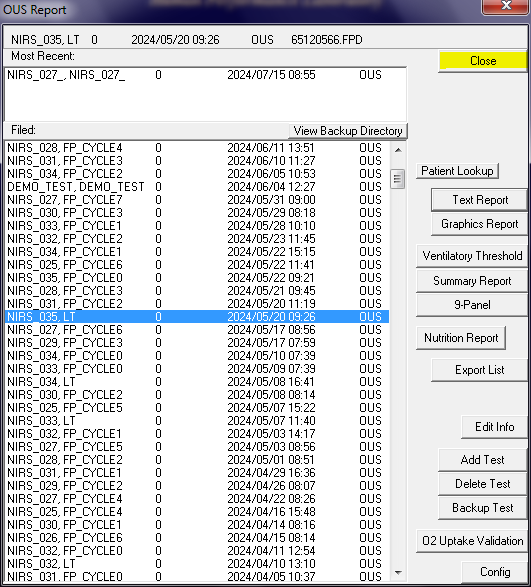 OUS Report
NIRS_035, LT 0 2024/05/20 09:26 OUS 65120566.FPD
Most Recent:
Close
NIRS_027_, NIRS_027_ 0 2024/07/15 08:55 OUS
Filed:
View Backup Directory
NIRS_028, FP_CYCLE4 0 2024/06/11 13:51 OUS
NIRS_031, FP_CYCLE3 0 2024/06/10 11:27 OUS
NIRS_034, FP_CYCLE2 0 2024/06/05 10:53 OUS
DEMO_TEST, DEMO_TEST 0 2024/06/04 12:27 OUS
NIRS_027, FP_CYCLE7 0 2024/05/31 09:00 OUS
NIRS_030, FP_CYCLE3 0 2024/05/29 08:18 OUS
NIRS_033, FP_CYCLE1 0 2024/05/28 10:10 OUS
NIRS_032, FP_CYCLE2 0 2024/05/23 11:45 OUS
NIRS_034, FP_CYCLE1 0 2024/05/22 15:15 OUS
NIRS_026, FP_CYCLE5 0 2024/05/22 11:41 OUS
NIRS_035, FP_CYCLE0 0 2024/05/22 09:21 OUS
NIRS_028, FP_CYCLE3 0 2024/05/21 09:45 OUS
NIRS_031, FP_CYCLE2 0 2024/05/20 11:19 OUS
NIRS_035, LT 0 2024/05/20 09:26 OUS
NIRS_027, FP_CYCLE6 0 2024/05/17 08:56 OUS
NIRS_029, FP_CYCLE3 0 2024/05/17 07:59 OUS
NIRS_034, FP_CYCLE0 0 2024/05/10 07:39 OUS
NIRS_033, FP_CYCLE0 0 2024/05/09 07:39 OUS
NIRS_034, LT 0 2024/05/08 16:41 OUS
NIRS_030, FP_CYCLE2 0 2024/05/08 08:14 OUS
NIRS_025, FP_CYCLE5 0 2024/05/07 15:22 OUS
NIRS_033, LT 0 2024/05/07 11:40 OUS
NIRS_032, FP_CYCLE1 0 2024/05/03 14:17 OUS
NIRS_027, FP_CYCLE5 0 2024/05/03 08:56 OUS
NIRS_028, FP_CYCLE2 0 2024/05/01 08:51 OUS
NIRS_031, FP_CYCLE1 0 2024/04/29 16:36 OUS
NIRS_029, FP_CYCLE2 0 2024/04/26 08:07 OUS
NIRS_027, FP_CYCLE4 0 2024/04/22 08:26 OUS
NIRS_025, FP_CYCLE4 0 2024/04/16 15:48 OUS
NIRS_030, FP_CYCLE1 0 2024/04/14 08:16 OUS
NIRS_026, FP_CYCLE6 0 2024/04/15 08:14 OUS
NIRS_032, FP_CYCLE0 0 2024/04/11 12:54 OUS
NIRS_032, LT 0 2024/04/10 13:10 OUS
NIRS_031, FP_CYCLE0 0 2024/04/05 10:37 OUS
Patient Lookup
Text Report
Graphics Report
Ventilatory Threshold
Summary Report
9-Panel
Nutrition Report
Export List
Edit Info
Add Test
Delete Test
Backup Test
O2 Uptake Validation
Config